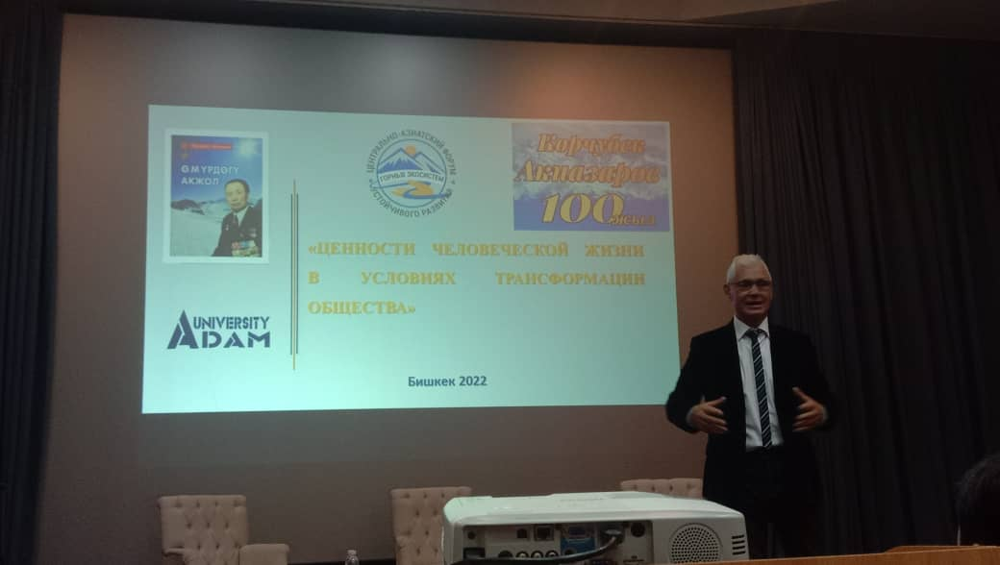 ӨМҮРДӨГҮ
АКЖОЛ
ЦЕНТРАЛЬНО-АЗИАТСКИЙ ФОРУМ
ГОРНЫХ ЭКОСИСТЕМ
УСТОЙЧИВОГО РАЗВИТИЯ
Корчубек
Акназаров
100 жыл
«ЦЕННОСТИ ЧЕЛОВЕЧЕСКОЙ ЖИЗНИ
В УСЛОВИЯХ ТРАНСФОРМАЦИИ
ОБЩЕСТВА»
UNIVERSITY
ADAM
Бишкек 2022